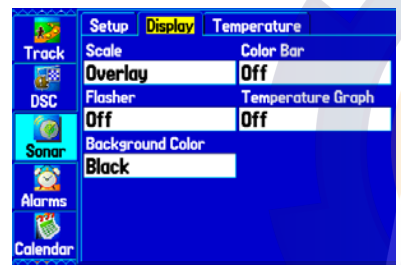 Setup Display Temperature
Track
DSC
Sonar
Alarms
Calendar
Scale Color Bar
Overlay Off
Flasher Temperature Graph
Off Off
Background Color
Black